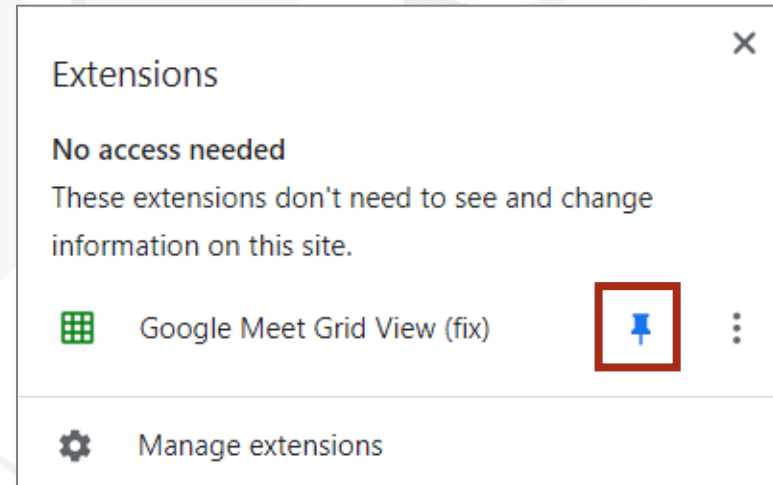 Extensions
No access needed
These extensions don't need to see and change
information on this site.
Google Meet Grid View (fix)
Manage extensions